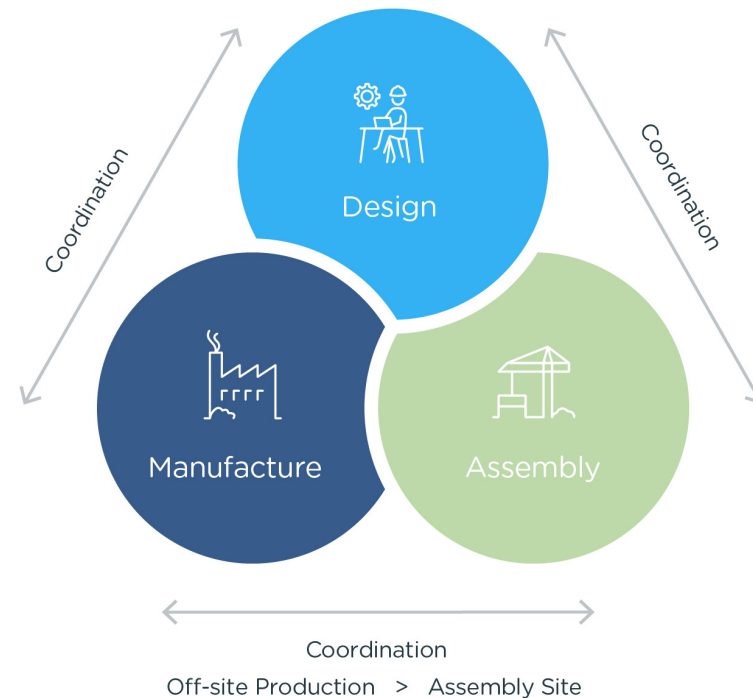 Coordination
Coordination
Design
Manufacture
Assembly
Coordination
Off-site Production > Assembly Site